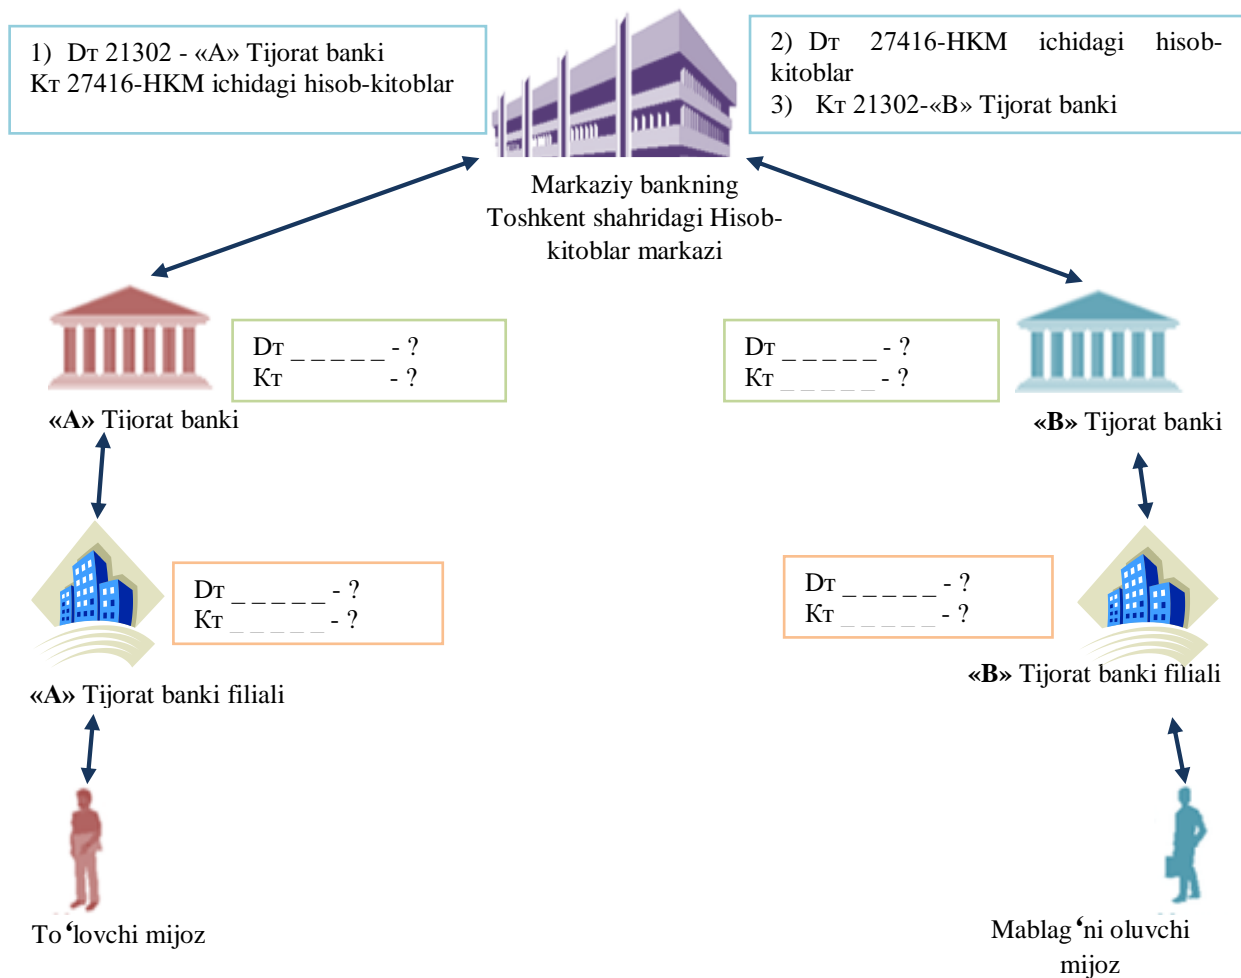 1) Dт 21302 - «A» Tijorat banki
Kт 27416-HKM ichidagi hisob-kitoblar
2) Dт 27416-HKM ichidagi hisob-
kitoblar
3) Kт 21302-«B» Tijorat banki
Markaziy bankning
Toshkent shahridagi Hisob-
kitoblar markazi
Dт _ _ _ _ _ - ?
Kт - ?
Dт _ _ _ _ _ - ?
Kт _ _ _ _ _ - ?
«A» Tijorat banki
«B» Tijorat banki
Dт _ _ _ _ _ - ?
Kт _ _ _ _ _ - ?
Dт _ _ _ _ _ - ?
Kт _ _ _ _ _ - ?
«A» Tijorat banki filiali
«B» Tijorat banki filiali
To‘lovchi mijoz
Mablag‘ni oluvchi
mijoz